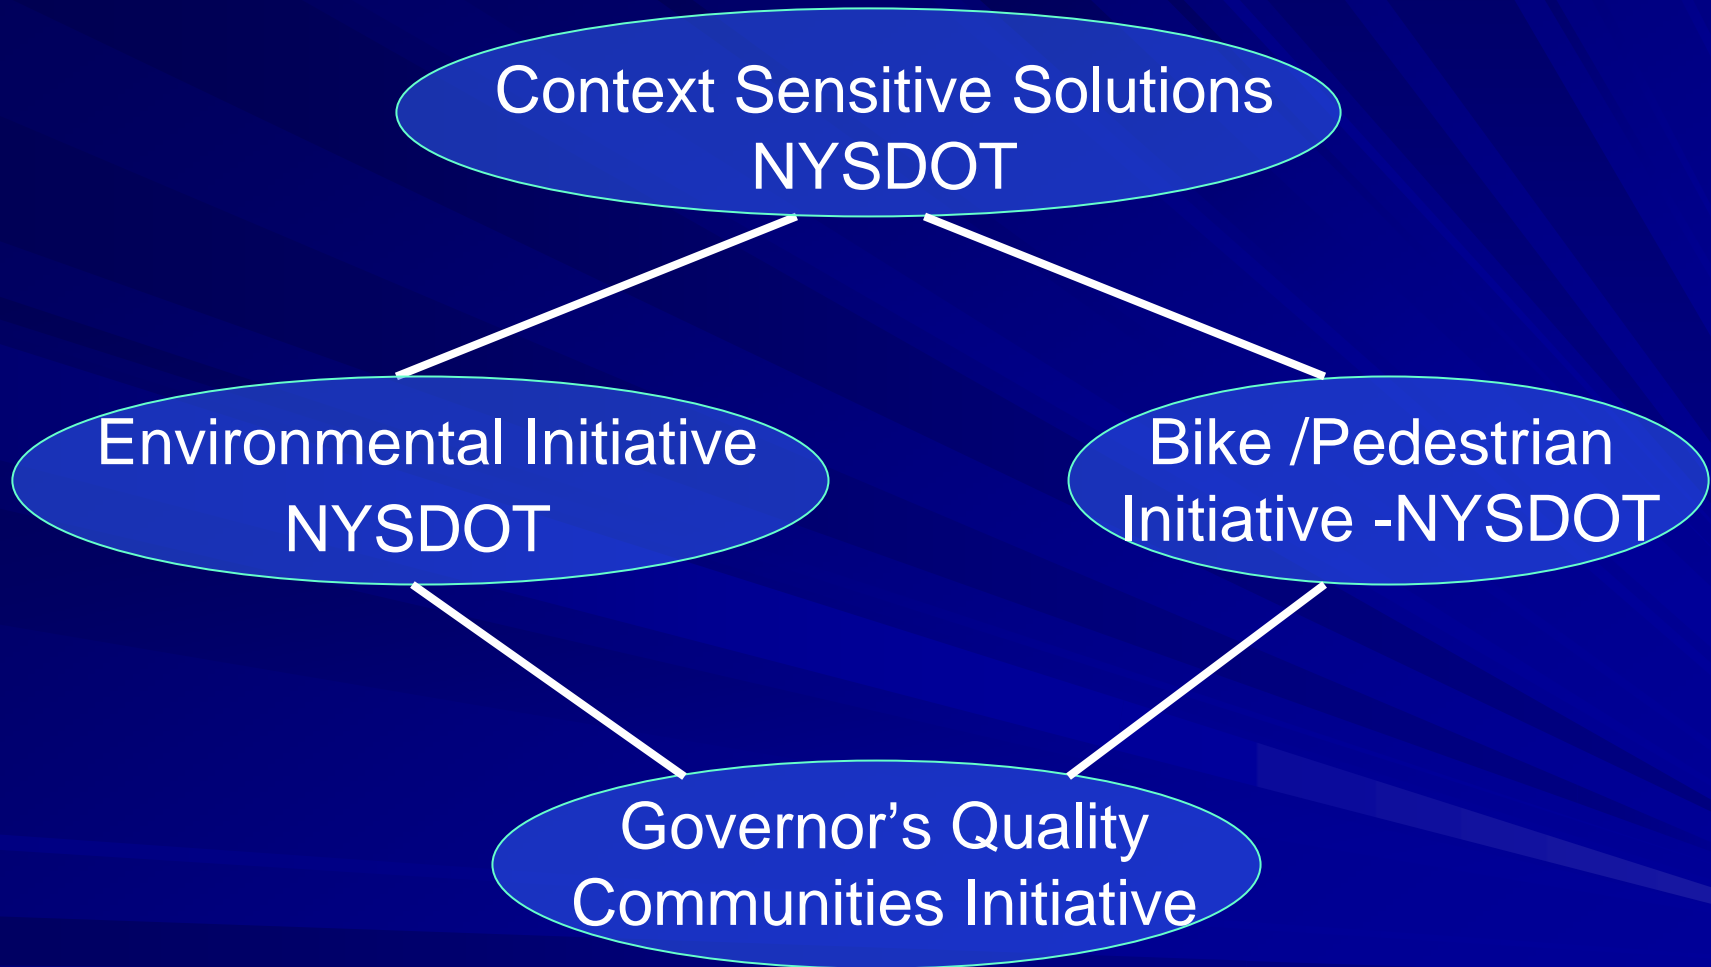 Context Sensitive Solutions
NYSDOT
Environmental Initiative
NYSDOT
Bike /Pedestrian
Initiative -NYSDOT
Governor’s Quality
Communities Initiative